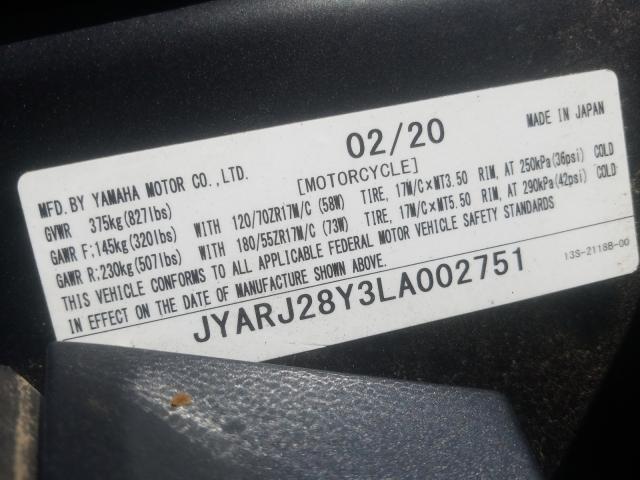 02/20 MADE IN JAPAN
MFD. BY YAMAHA MOTOR CO., LTD. [MOTORCYCLE]
GVWR 375kg(827lbs)
GAWR F;145kg(320lbs) WITH 120/70ZR17M/C (58W) TIRE, 17M/C×MT3.50 RIM, AT 250kPa(36psi) COLD
GAWR R;230kg(507lbs) WITH 180/55ZR17M/C (73W) TIRE, 17M/C×MT5.50 RIM, AT 290kPa(42psi) COLD
THIS VEHICLE CONFORMS TO ALL APPLICABLE FEDERAL MOTOR VEHICLE SAFETY STANDARDS
IN EFFECT ON THE DATE OF MANUFACTURE SHOWN ABOVE. 13S-2118B-00
JYARJ28Y3LA002751